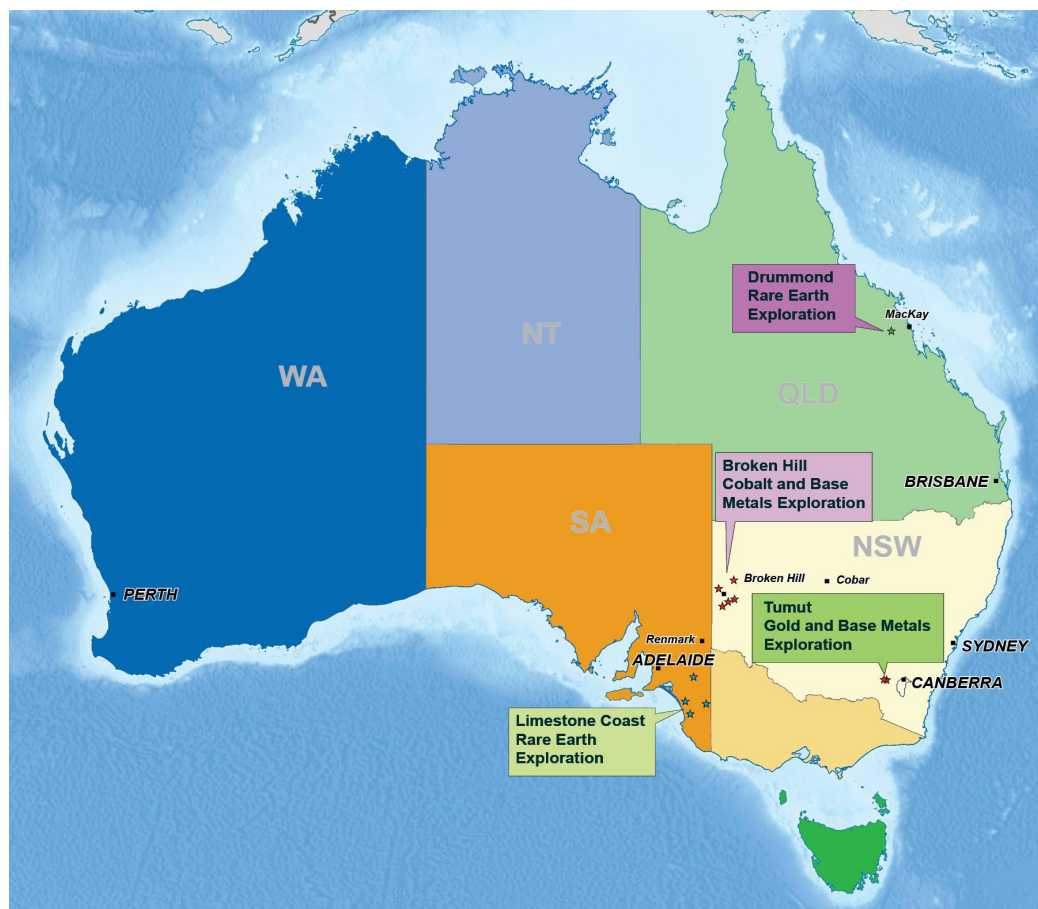 Drummond
Rare Earth
Exploration
MacKay
NT
WA
QLD
Broken Hill
Cobalt and Base
Metals Exploration
BRISBANE
SA
NSW
Broken Hill
Cobar
PERTH
Tumut
Gold and Base Metals
Exploration
Renmark
SYDNEY
ADELAIDE
CANBERRA
Limestone Coast
Rare Earth
Exploration